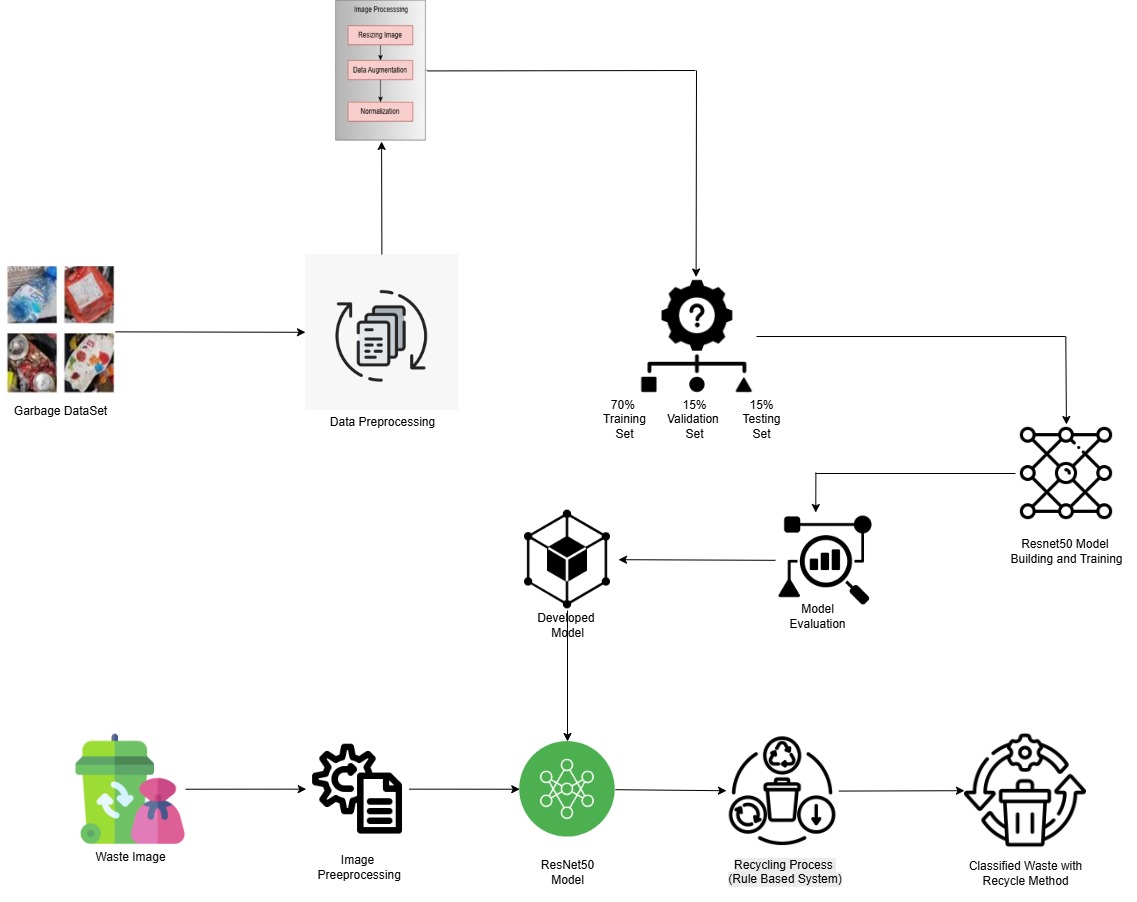 Image Processsing
Resizing Image
Data Augmentation
Normalization
Garbage DataSet
Data Preprocessing
?
70%
Training
Set
15%
Validation
Set
15%
Testing
Set
Resnet50 Model
Building and Training
Model
Evaluation
Developed
Model
Waste Image
Image
Preeprocessing
ResNet50
Model
Recycling Process
(Rule Based System)
Classified Waste with
Recycle Method